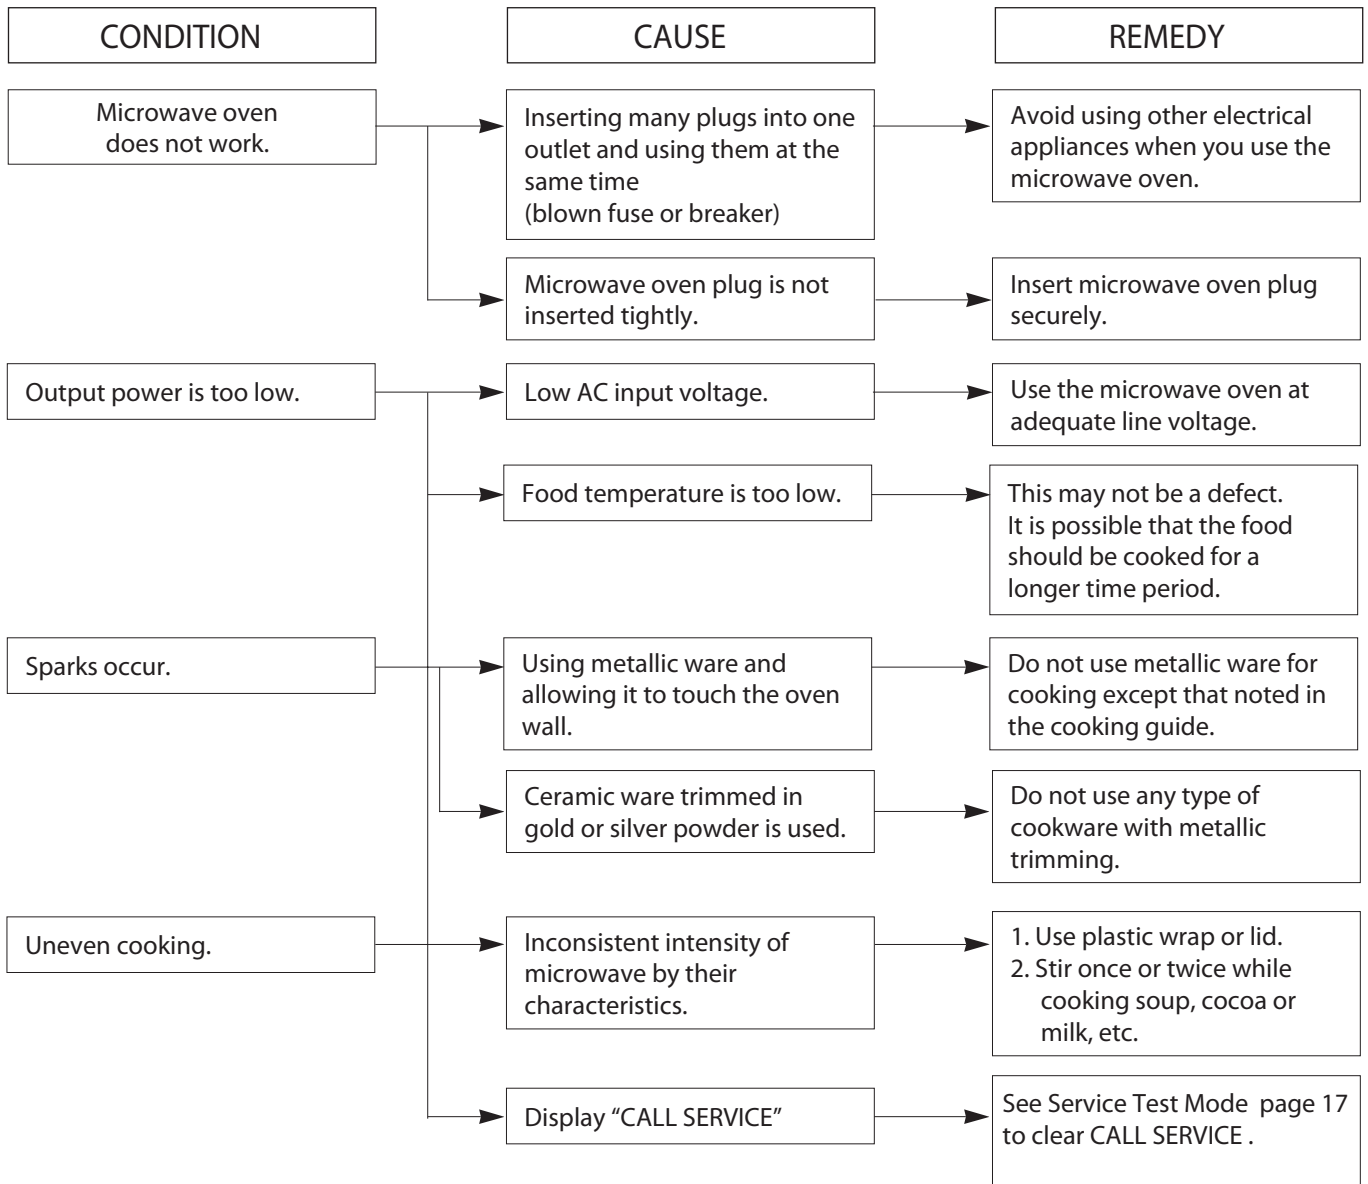 CONDITION
CAUSE
REMEDY
Microwave oven
does not work.
Inserting many plugs into one
outlet and using them at the
same time
(blown fuse or breaker)
Avoid using other electrical
appliances when you use the
microwave oven.
Microwave oven plug is not
inserted tightly.
Insert microwave oven plug
securely.
Output power is too low.
Low AC input voltage.
Use the microwave oven at
adequate line voltage.
Food temperature is too low.
This may not be a defect.
It is possible that the food
should be cooked for a
longer time period.
Sparks occur.
Using metallic ware and
allowing it to touch the oven
wall.
Do not use metallic ware for
cooking except that noted in
the cooking guide.
Ceramic ware trimmed in
gold or silver powder is used.
Do not use any type of
cookware with metallic
trimming.
Uneven cooking.
Inconsistent intensity of
microwave by their
characteristics.
1. Use plastic wrap or lid.
2. Stir once or twice while
cooking soup, cocoa or
milk, etc.
Display “CALL SERVICE”
See Service Test Mode page 17
to clear CALL SERVICE .